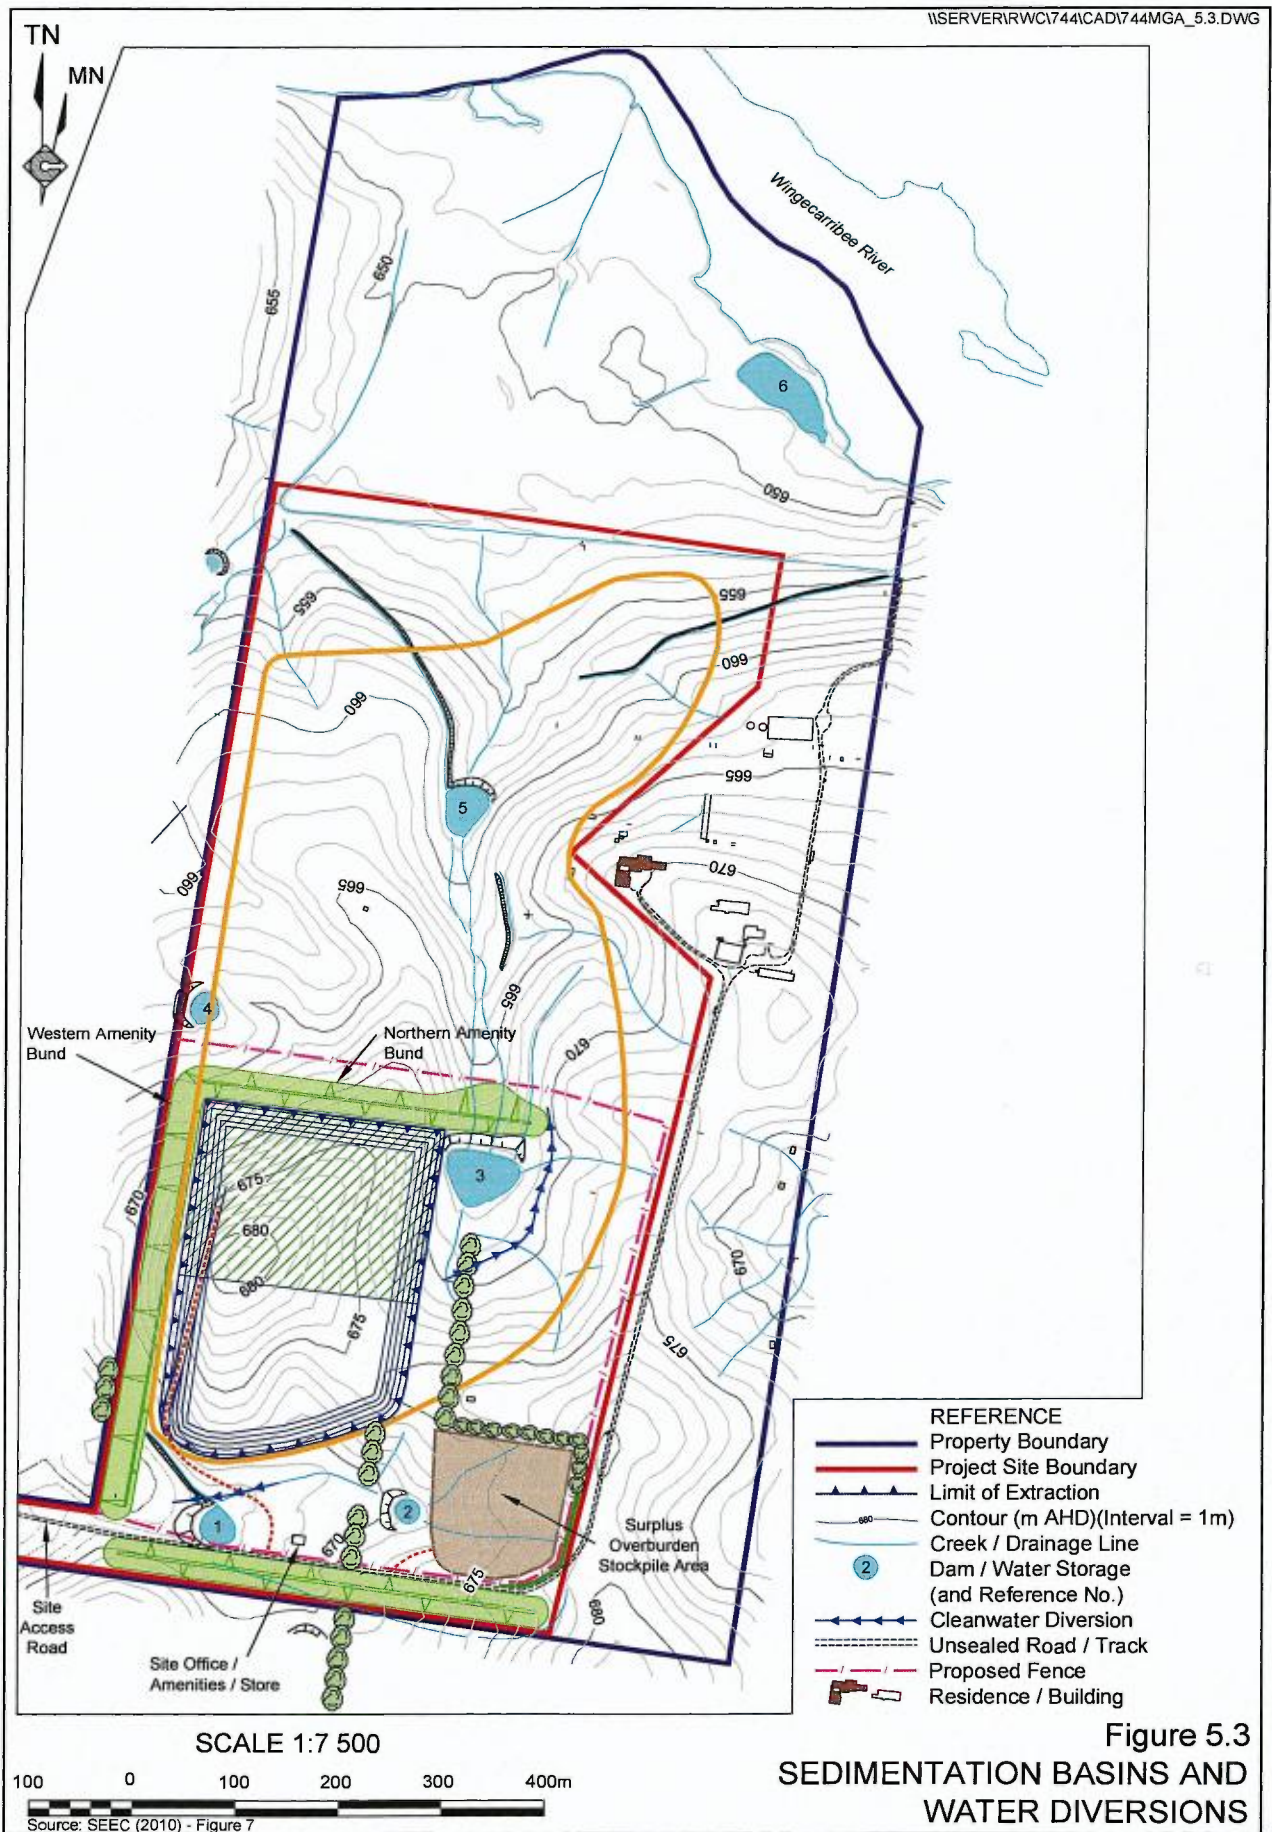 \\SERVER\RWC\744\CAD\744MGA_5.3.DWG
TN
MN
Wingecarribee River
650
655
6
650
655
655
660
660
665
5
670
660
665
665
4
Western Amenity
Bund
Northern Amenity
Bund
670
3
675
670
680
680
670
675
675
1
2
670
Surplus
Overburden
Stockpile Area
675
680
Site
Access
Road
Site Office /
Amenities / Store
REFERENCE
Property Boundary
Project Site Boundary
Limit of Extraction
680
Contour (m AHD)(Interval = 1m)
Creek / Drainage Line
2
Dam / Water Storage
(and Reference No.)
Cleanwater Diversion
Unsealed Road / Track
Proposed Fence
Residence / Building
SCALE 1:7 500
100 0 100 200 300 400m
Source: SEEC (2010) - Figure 7
Figure 5.3
SEDIMENTATION BASINS AND
WATER DIVERSIONS